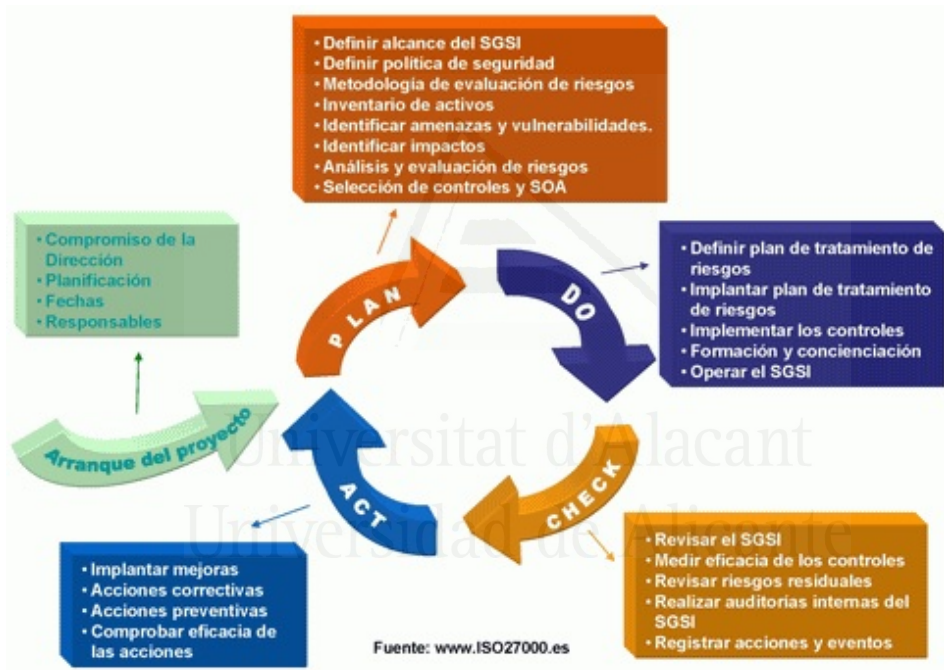 • Definir alcance del SGSI
• Definir política de seguridad
• Metodología de evaluación de riesgos
• Inventario de activos
• Identificar amenazas y vulnerabilidades.
• Identificar impactos
• Análisis y evaluación de riesgos
• Selección de controles y SOA
• Compromiso de la
Dirección
• Planificación
• Fechas
• Responsables
• Definir plan de tratamiento de
riesgos
• Implantar plan de tratamiento
de riesgos
• Implementar los controles
• Formación y concienciación
• Operar el SGSI
PLAN
DO
Arranque del proyecto
ACT
CHECK
Universitat d'Alacant
Universidad de Alicante
• Implantar mejoras
• Acciones correctivas
• Acciones preventivas
• Comprobar eficacia de
las acciones
• Revisar el SGSI
• Medir eficacia de los controles
• Revisar riesgos residuales
• Realizar auditorías internas del
SGSI
• Registrar acciones y eventos
Fuente: www.ISO27000.es